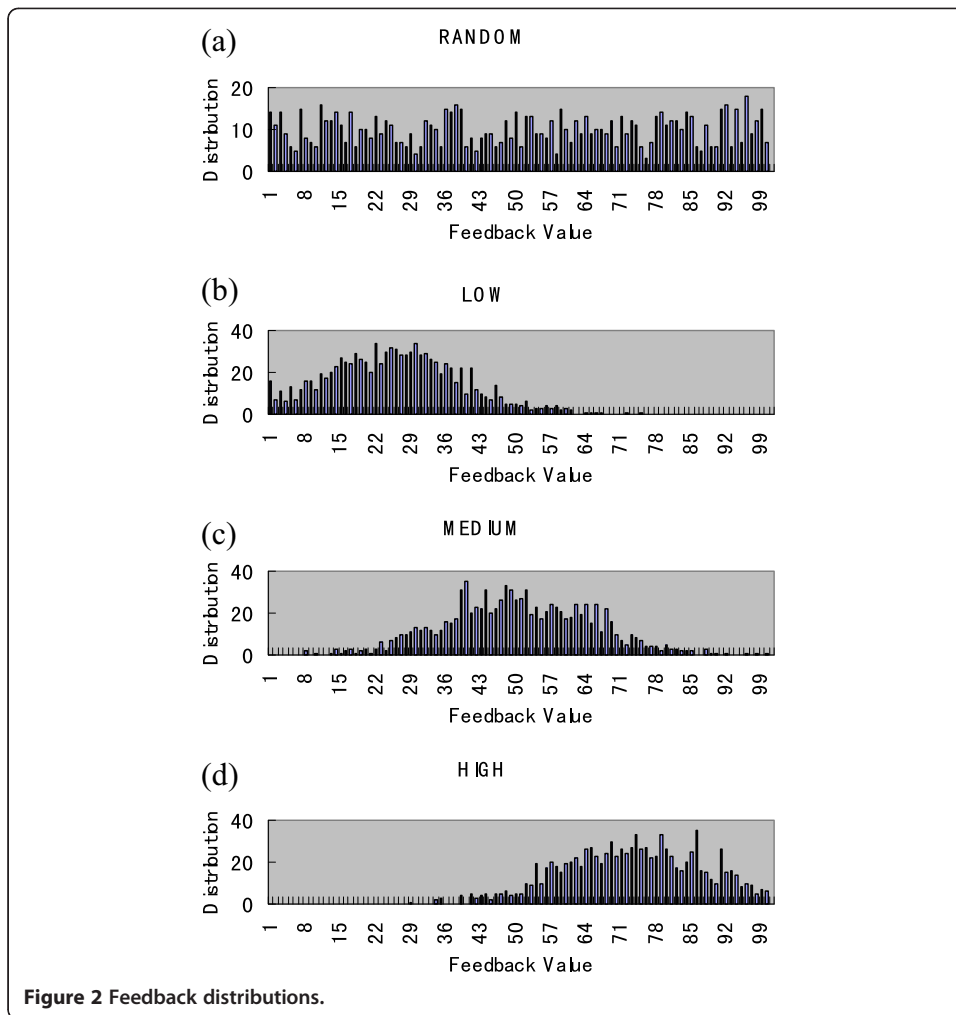 (a)
RANDOM
Distribution
20
10
0
1 8 15 22 29 36 43 50 57 64 71 78 85 92 99
Feedback Value
(b)
LOW
Distribution
40
20
0
1 8 15 22 29 36 43 50 57 64 71 78 85 92 99
Feedback Value
(c)
MEDIUM
Distribution
40
20
0
1 8 15 22 29 36 43 50 57 64 71 78 85 92 99
Feedback Value
(d)
HIGH
Distribution
40
20
0
1 8 15 22 29 36 43 50 57 64 71 78 85 92 99
Feedback Value
Figure 2 Feedback distributions.